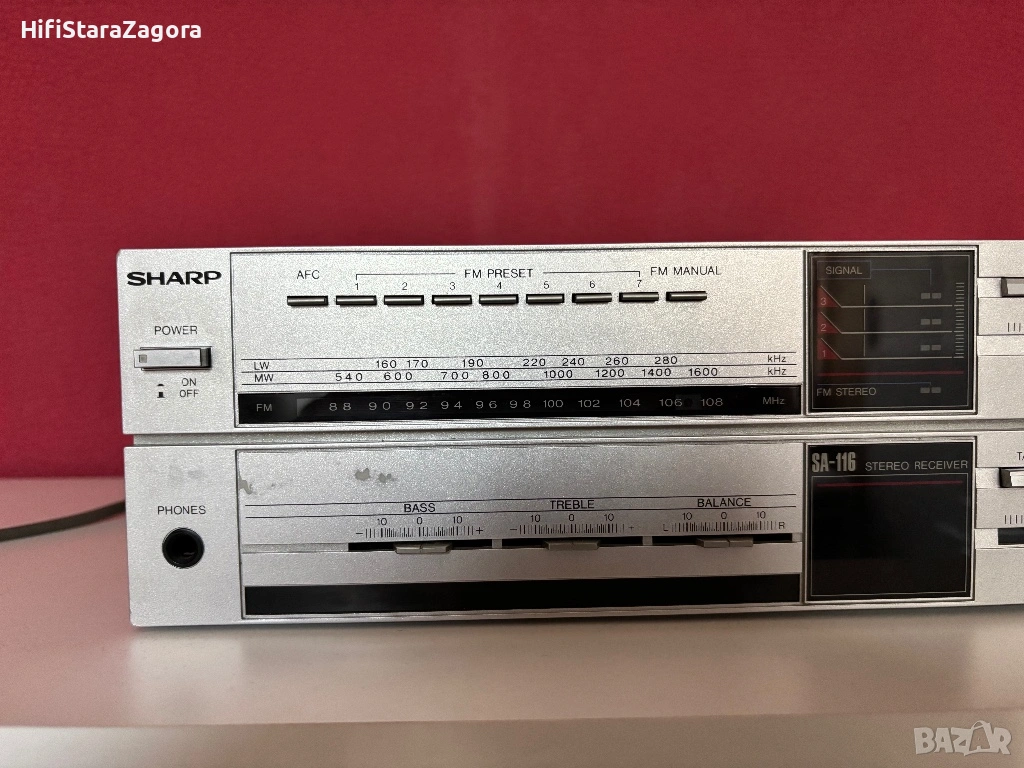 HifiStaraZagora
SHARP
POWER
ON
OFF
AFC FM PRESET FM MANUAL
1 2 3 4 5 6 7
LW 160 170 190 220 240 260 280 kHz
MW 540 600 700 800 1000 1200 1400 1600 kHz
FM 88 90 92 94 96 98 100 102 104 106 108 MHz
SIGNAL
3
2
1
FM STEREO
SA-116 STEREO RECEIVER
PHONES
BASS TREBLE BALANCE
10 0 10 10 0 10 10 0 10
- + - + L R
BAZAR